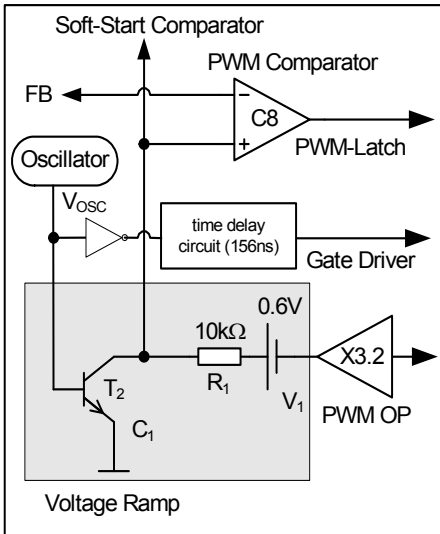 Soft-Start Comparator
PWM Comparator
FB
C8
Oscillator
PWM-Latch
VOSC
time delay
circuit (156ns)
Gate Driver
0.6V
10kΩ
X3.2
R1
T2
V1
C1
PWM OP
Voltage Ramp